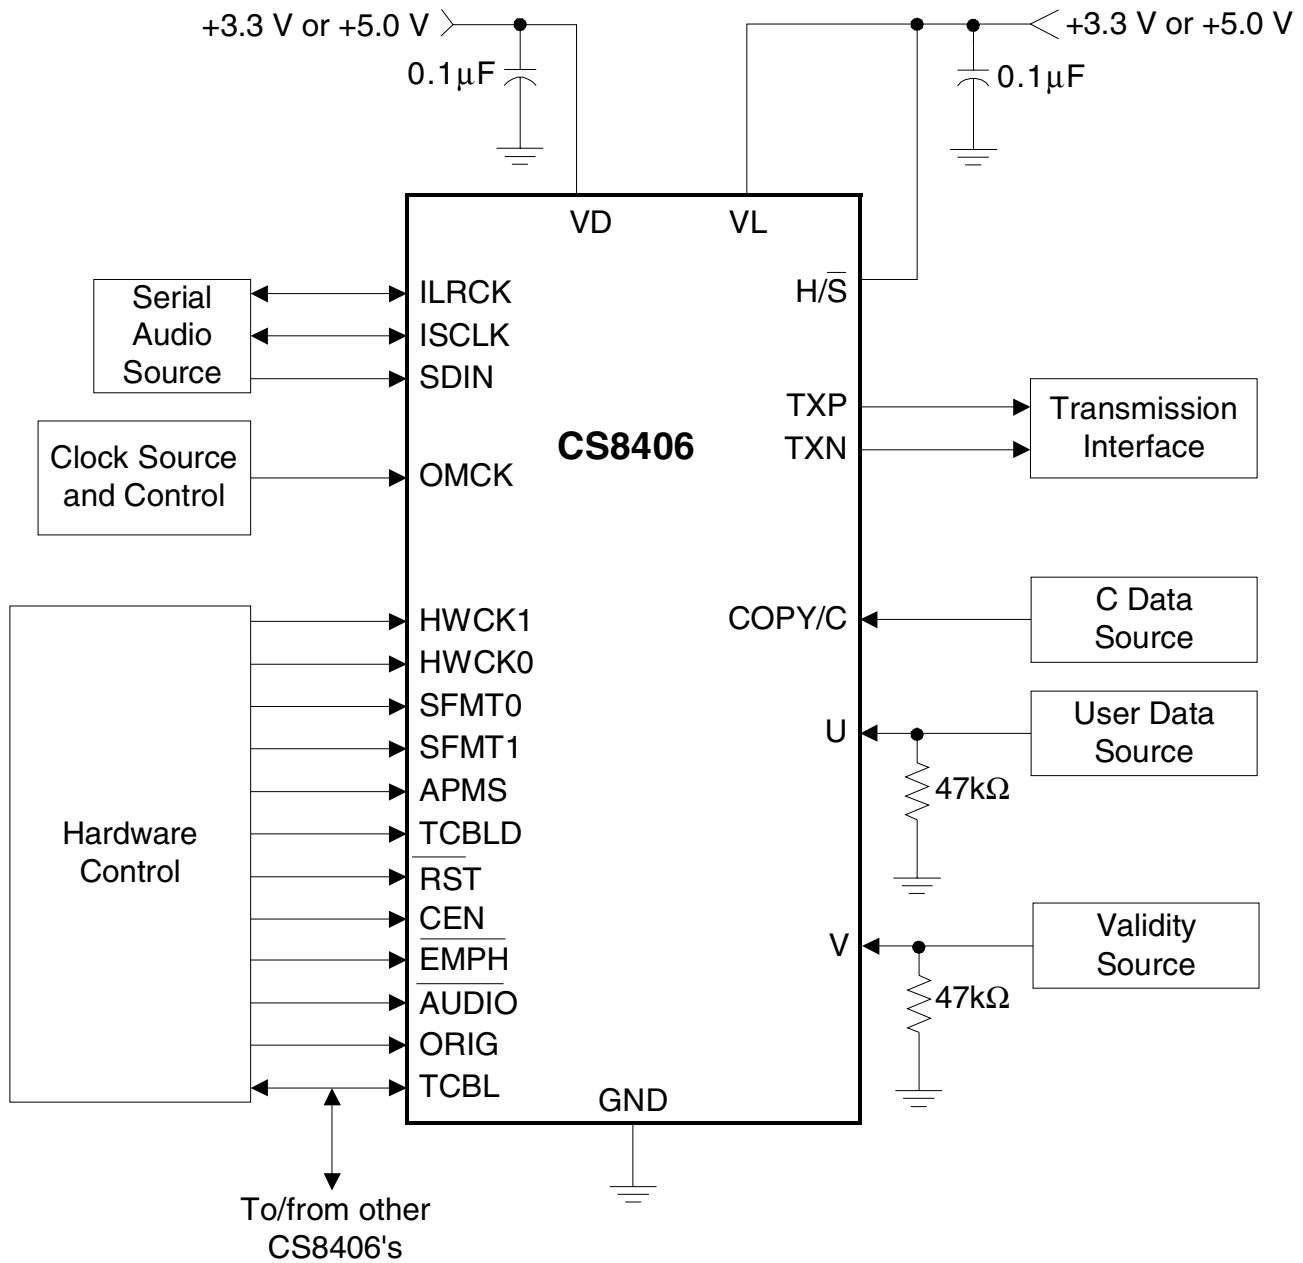 +3.3 V or +5.0 V
+3.3 V or +5.0 V
0.1µF
0.1µF
VD
VL
Serial
Audio
Source
ILRCK
ISCLK
SDIN
H/S̅
TXP
TXN
Transmission
Interface
CS8406
Clock Source
and Control
OMCK
Hardware
Control
HWCK1
HWCK0
SFMT0
SFMT1
APMS
TCBLD
R̅S̅T̅
CEN
E̅M̅P̅H̅
A̅U̅D̅I̅O̅
ORIG
TCBL
COPY/C
C Data
Source
U
User Data
Source
47kΩ
V
Validity
Source
47kΩ
GND
To/from other
CS8406's